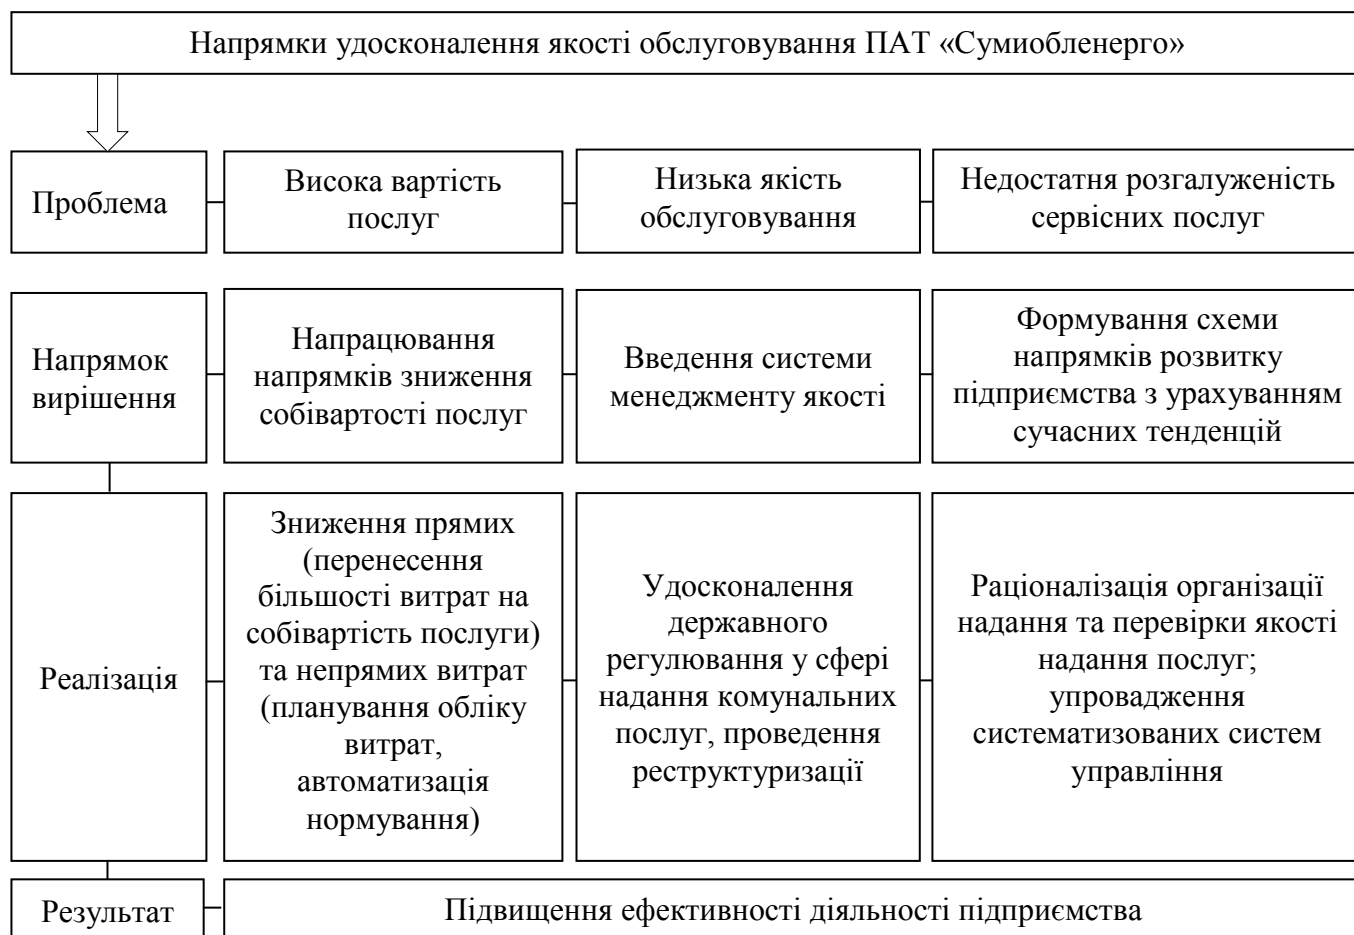 Напрямки удосконалення якості обслуговування ПАТ «Сумиобленерго»
Проблема
Висока вартість
послуг
Низька якість
обслуговування
Недостатня розгалуженість
сервісних послуг
Напрямок
вирішення
Напрацювання
напрямків зниження
собівартості послуг
Введення системи
менеджменту якості
Формування схеми
напрямків розвитку
підприємства з урахуванням
сучасних тенденцій
Реалізація
Зниження прямих
(перенесення
більшості витрат на
собівартість послуги)
та непрямих витрат
(планування обліку
витрат,
автоматизація
нормування)
Удосконалення
державного
регулювання у сфері
надання комунальних
послуг, проведення
реструктуризації
Раціоналізація організації
надання та перевірки якості
надання послуг;
упровадження
систематизованих систем
управління
Результат
Підвищення ефективності діяльності підприємства